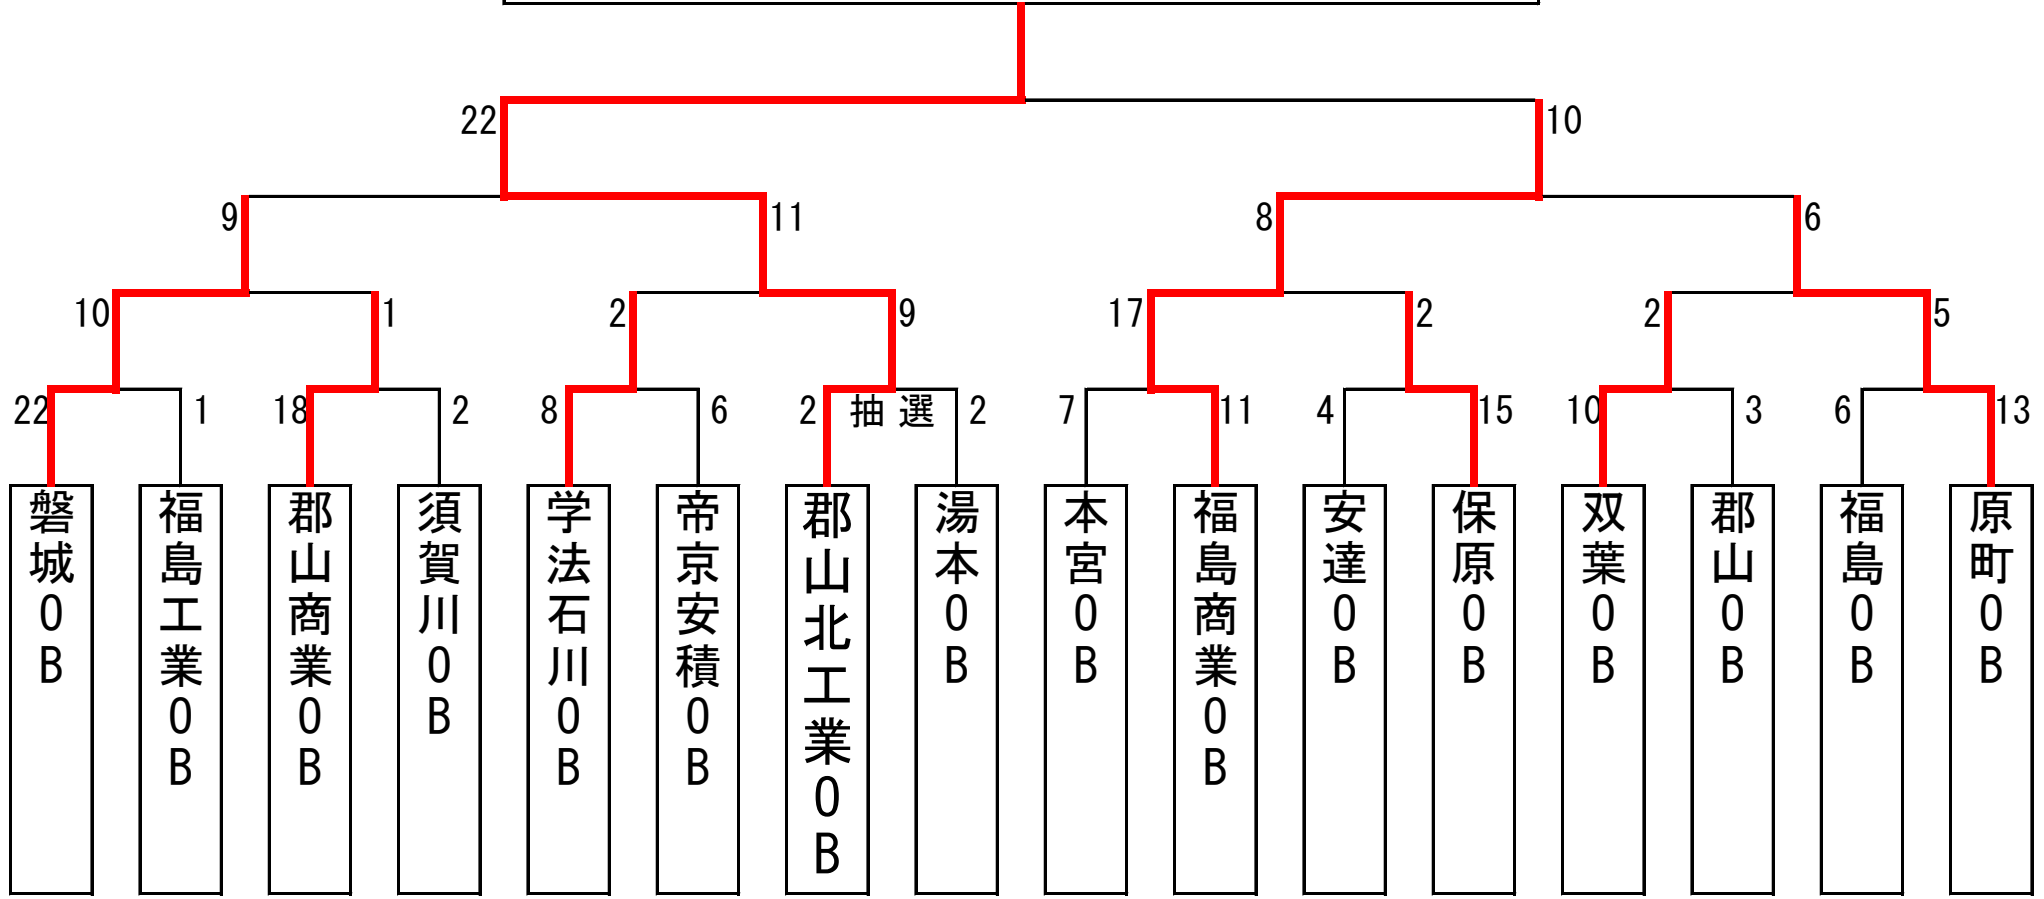 22 10
9 11 8 6
10 1 2 9 17 2 2 5
22 1 18 2 8 6 2 抽選 2 7 11 4 15 10 3 6 13
磐城OB
福島工業OB
郡山商業OB
須賀川OB
学法石川OB
帝京安積OB
郡山北工業OB
湯本OB
本宮OB
福島商業OB
安達OB
保原OB
双葉OB
郡山OB
福島OB
原町OB